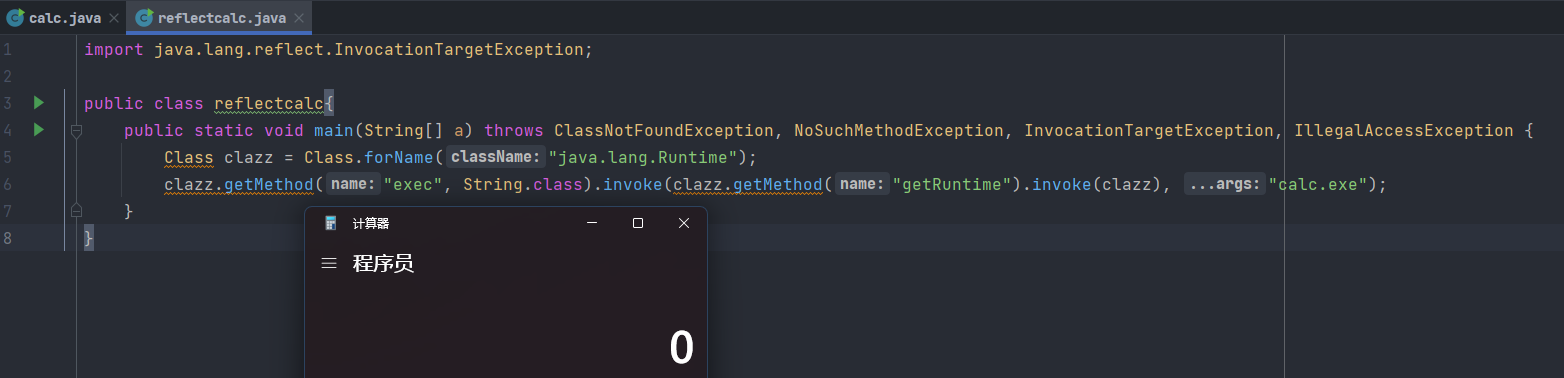 calc.java reflectcalc.java
1 import java.lang.reflect.InvocationTargetException;
2
3 public class reflectcalc{
4 public static void main(String[] a) throws ClassNotFoundException, NoSuchMethodException, InvocationTargetException, IllegalAccessException {
5 Class clazz = Class.forName( className: "java.lang.Runtime");
6 clazz.getMethod( name: "exec", String.class).invoke(clazz.getMethod( name: "getRuntime").invoke(clazz), ...args: "calc.exe");
7 }
8 }
计算器
程序员
0